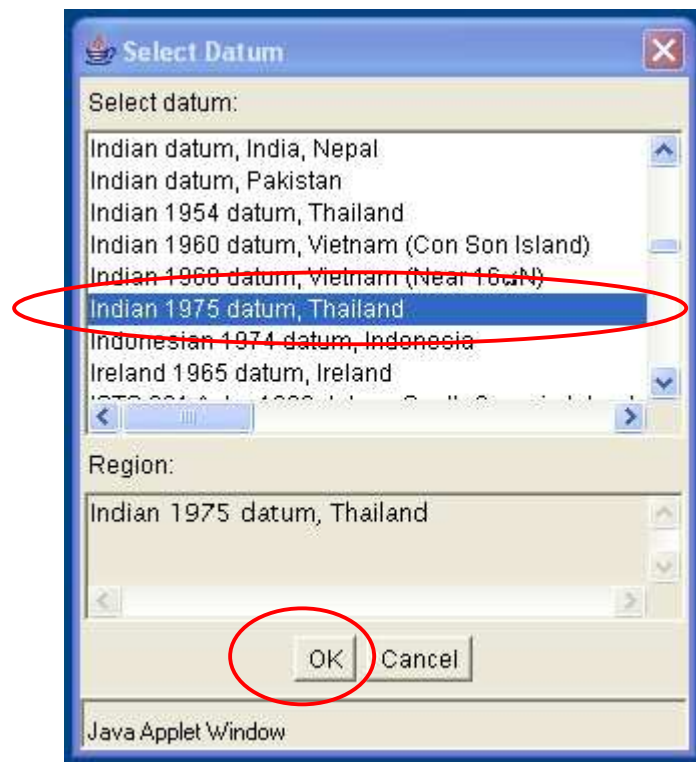 Select Datum
Select datum:
Indian datum, India, Nepal
Indian datum, Pakistan
Indian 1954 datum, Thailand
Indian 1960 datum, Vietnam (Con Son Island)
Indian 1960 datum, Vietnam (Near 16øN)
Indian 1975 datum, Thailand
Indonesian 1974 datum, Indonesia
Ireland 1965 datum, Ireland
Region:
Indian 1975 datum, Thailand
OK Cancel
Java Applet Window